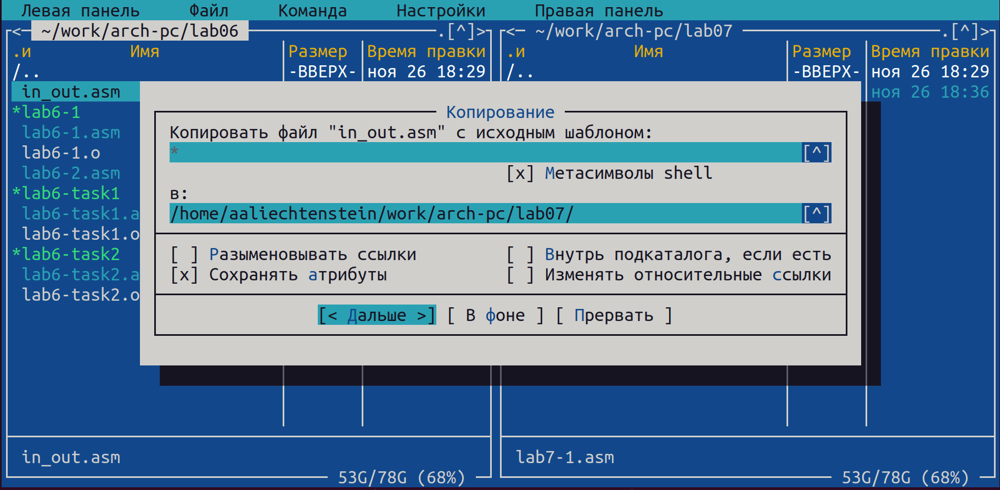 Левая панель Файл Команда Настройки Правая панель
<─ ~/work/arch-pc/lab06 .[^]> <─ ~/work/arch-pc/lab07 .[^]>
.и Имя Размер Время правки .и Имя Размер Время правки
/.. -ВВЕРХ- ноя 26 18:29 /.. -ВВЕРХ- ноя 26 18:29
in_out.asm ноя 26 18:36
*lab6-1 Копирование
lab6-1.asm Копировать файл "in_out.asm" с исходным шаблоном:
lab6-1.o * [^]
lab6-2.asm [x] Метасимволы shell
*lab6-task1 в:
lab6-task1.a /home/aaliechtenstein/work/arch-pc/lab07/ [^]
lab6-task1.o
*lab6-task2 [ ] Разыменовывать ссылки [ ] Внутрь подкаталога, если есть
lab6-task2.a [x] Сохранять атрибуты [ ] Изменять относительные ссылки
lab6-task2.o
[< Дальше >] [ В фоне ] [ Прервать ]
in_out.asm lab7-1.asm
53G/78G (68%) 53G/78G (68%)